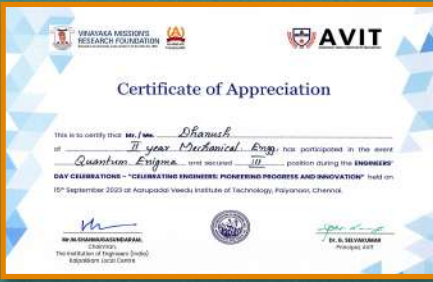 VINAYAKA MISSION'S
RESEARCH FOUNDATION
AVIT
Certificate of Appreciation
This is to certify that Mr. / Ms. Dhanush
of II year Mechanical Engg. has participated in the event
Quantum Enigma and secured III position during the ENGINEERS'
DAY CELEBRATIONS – "CELEBRATING ENGINEERS: PIONEERING PROGRESS AND INNOVATION" held on
15th September 2023 at Aarupadai Veedu Institute of Technology, Paiyanoor, Chennai.
Mr.M.SHANMUGASUNDARAM, Dr. G. SELVAKUMAR
Chairman, Principal, AVIT
The Institution of Engineers (India)
Kalpakkam Local Centre